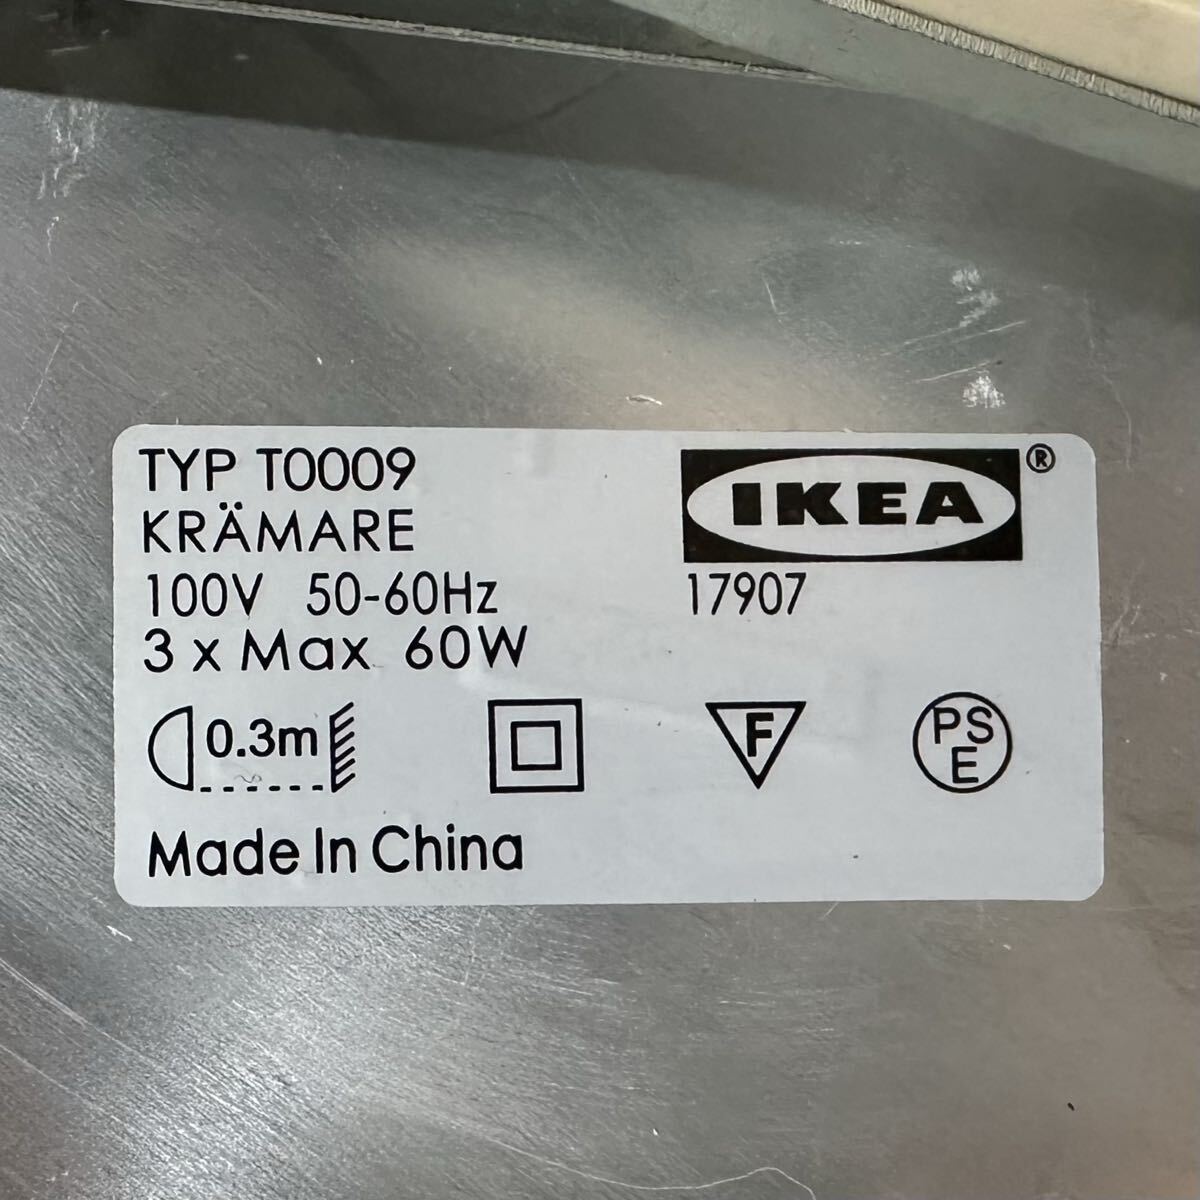 TYP T0009
KRÄMARE
100V 50-60Hz
3 x Max 60W
IKEA®
17907
0.3m
F
PS
E
Made In China